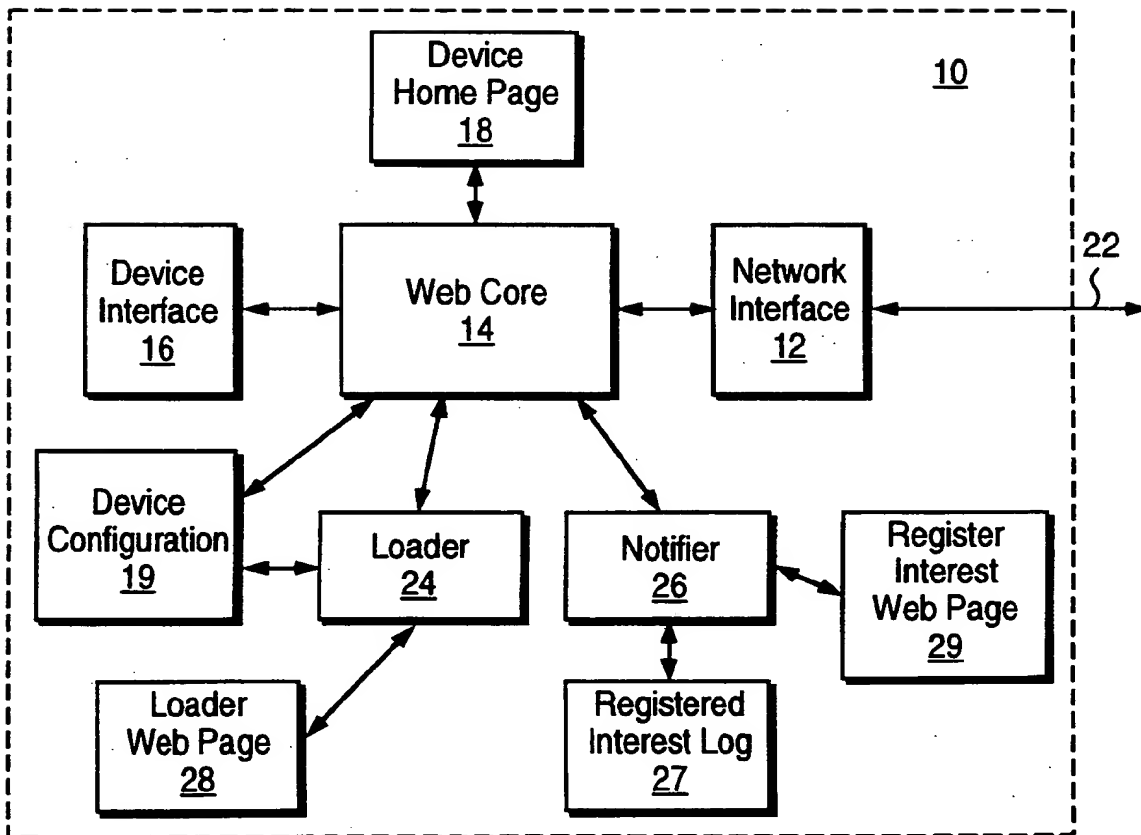 Device
Home Page
18
10
Device
Interface
16
Web Core
14
Network
Interface
12
22
Device
Configuration
19
Loader
24
Notifier
26
Register
Interest
Web Page
29
Loader
Web Page
28
Registered
Interest Log
27